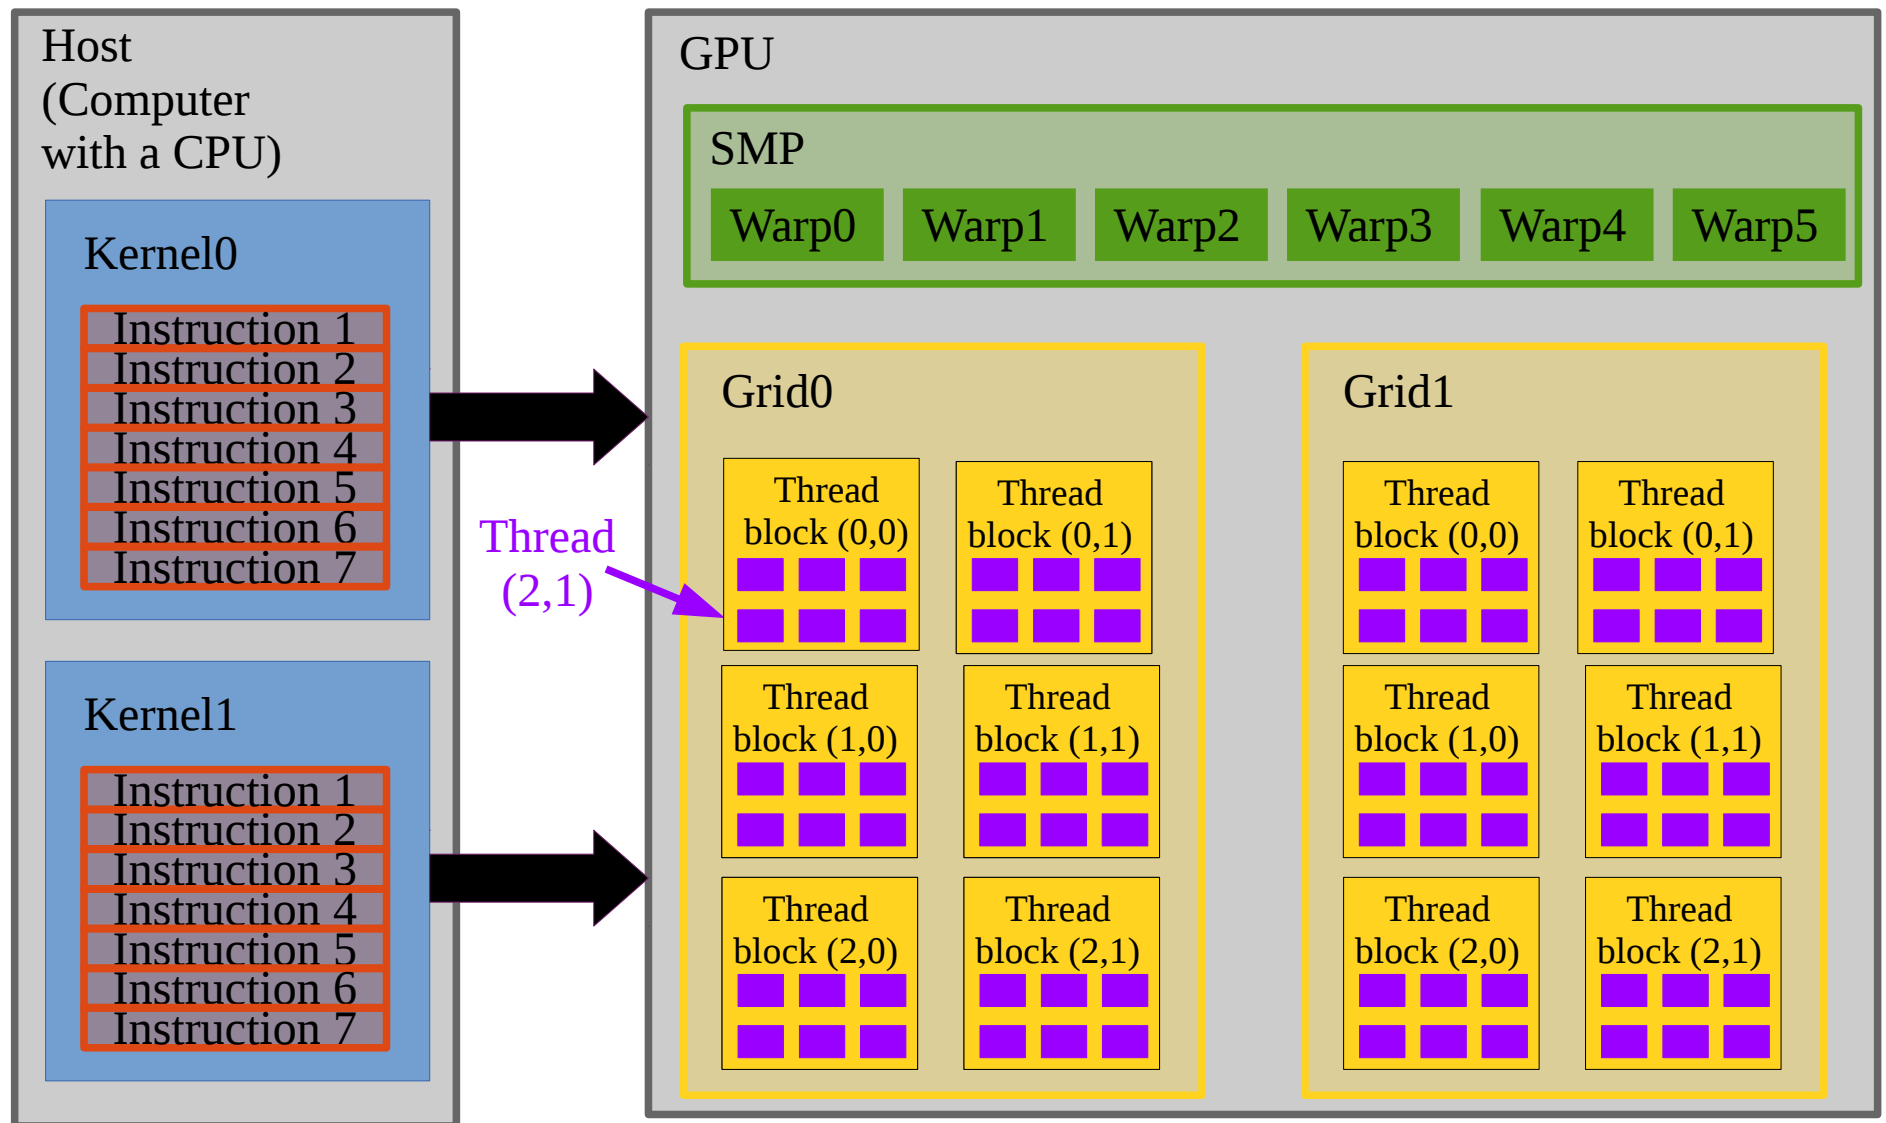 Host
(Computer
with a CPU)
Kernel0
Instruction 1
Instruction 2
Instruction 3
Instruction 4
Instruction 5
Instruction 6
Instruction 7
Kernel1
Instruction 1
Instruction 2
Instruction 3
Instruction 4
Instruction 5
Instruction 6
Instruction 7
Thread
(2,1)
GPU
SMP
Warp0
Warp1
Warp2
Warp3
Warp4
Warp5
Grid0
Thread
block (0,0)
Thread
block (0,1)
Thread
block (1,0)
Thread
block (1,1)
Thread
block (2,0)
Thread
block (2,1)
Grid1
Thread
block (0,0)
Thread
block (0,1)
Thread
block (1,0)
Thread
block (1,1)
Thread
block (2,0)
Thread
block (2,1)